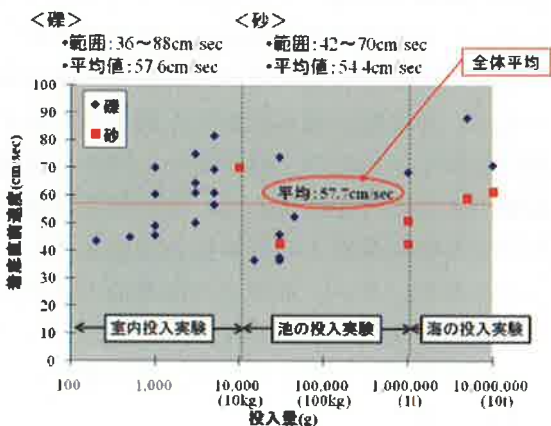 ＜礫＞
•範囲:36～88cm/sec
•平均値:57.6cm/sec
＜砂＞
•範囲:42～70cm/sec
•平均値:54.4cm/sec
全体平均
100
90
80
70
60
50
40
30
20
10
0
着底直前速度(cm/sec)
礫
砂
平均:57.7cm/sec
室内投入実験
池の投入実験
海の投入実験
100
1,000
10,000
(10kg)
100,000
(100kg)
1,000,000
(1t)
10,000,000
(10t)
投入量(g)